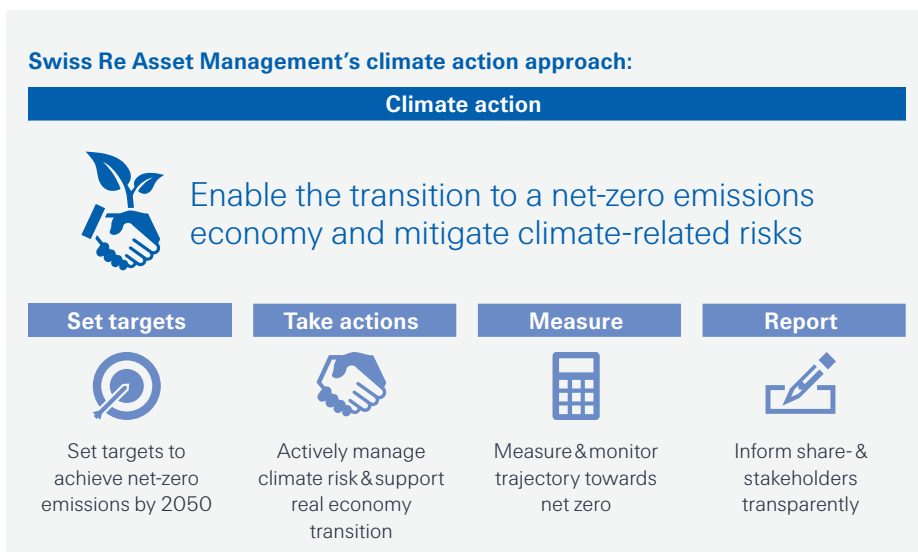 Swiss Re Asset Management’s climate action approach:
Climate action
Enable the transition to a net-zero emissions
economy and mitigate climate-related risks
Set targets
Set targets to
achieve net-zero
emissions by 2050
Take actions
Actively manage
climate risk & support
real economy
transition
Measure
Measure & monitor
trajectory towards
net zero
Report
Inform share- &
stakeholders
transparently